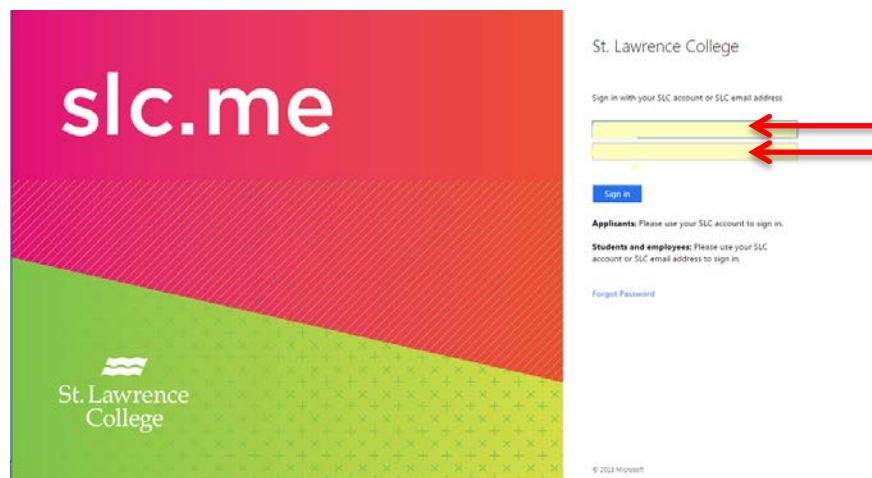 slc.me
St. Lawrence
College
St. Lawrence College
Sign in with your SLC account or SLC email address
Sign in
Applicants: Please use your SLC account to sign in.
Students and employees: Please use your SLC
account or SLC email address to sign in.
Forgot Password
© 2013 Microsoft